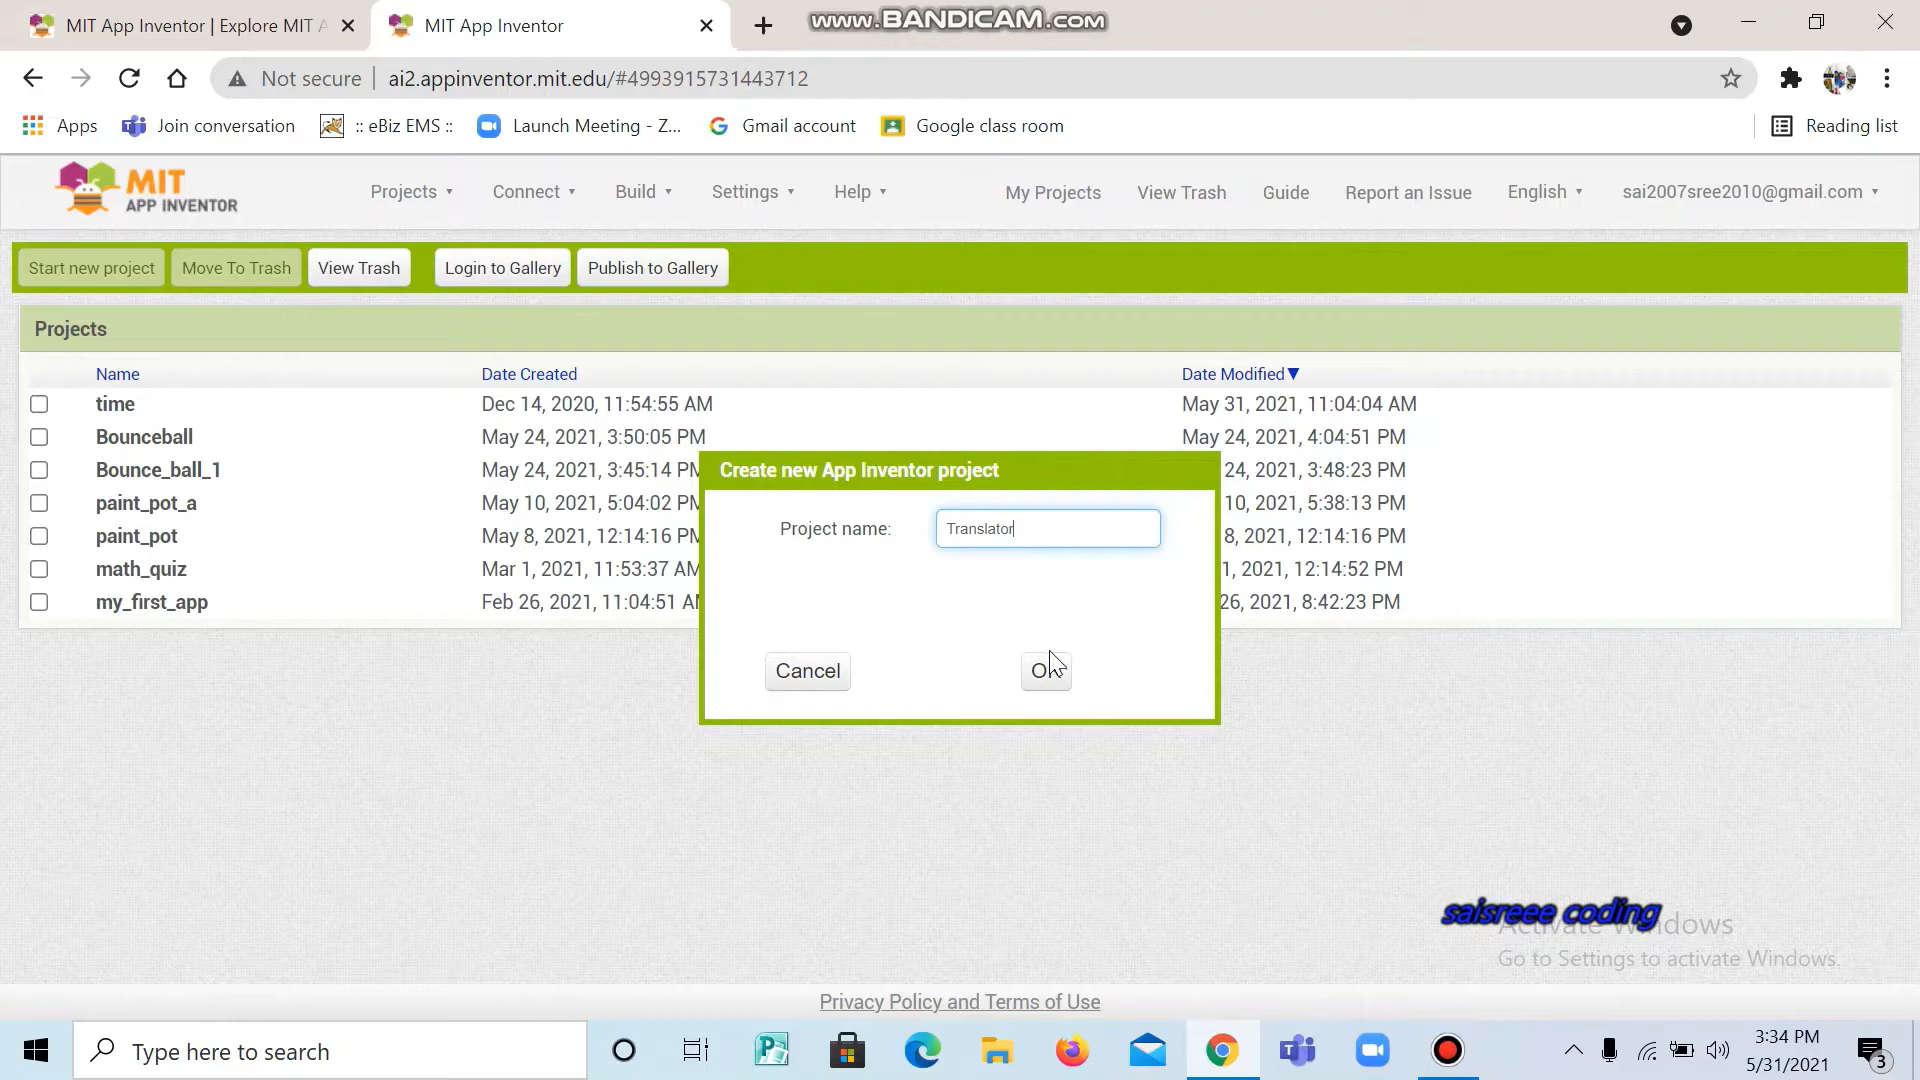 MIT App Inventor | Explore MIT A
MIT App Inventor
www.BANDICAM.com
Not secure
ai2.appinventor.mit.edu/#4993915731443712
Apps
Join conversation
:: eBiz EMS ::
Launch Meeting - Z...
Gmail account
Google class room
Reading list
MIT
APP INVENTOR
Projects
Connect
Build
Settings
Help
My Projects
View Trash
Guide
Report an Issue
English
sai2007sree2010@gmail.com
Start new project
Move To Trash
View Trash
Login to Gallery
Publish to Gallery
Projects
Name Date Created Date Modified▼
time Dec 14, 2020, 11:54:55 AM May 31, 2021, 11:04:04 AM
Bounceball May 24, 2021, 3:50:05 PM May 24, 2021, 4:04:51 PM
Bounce_ball_1 May 24, 2021, 3:45:14 PM 24, 2021, 3:48:23 PM
paint_pot_a May 10, 2021, 5:04:02 PM 10, 2021, 5:38:13 PM
paint_pot May 8, 2021, 12:14:16 PM 8, 2021, 12:14:16 PM
math_quiz Mar 1, 2021, 11:53:37 AM 1, 2021, 12:14:52 PM
my_first_app Feb 26, 2021, 11:04:51 AM 26, 2021, 8:42:23 PM
Create new App Inventor project
Project name: Translator
Cancel
OK
saisreee coding
Activate Windows
Go to Settings to activate Windows.
Privacy Policy and Terms of Use
Type here to search
3:34 PM
5/31/2021
3